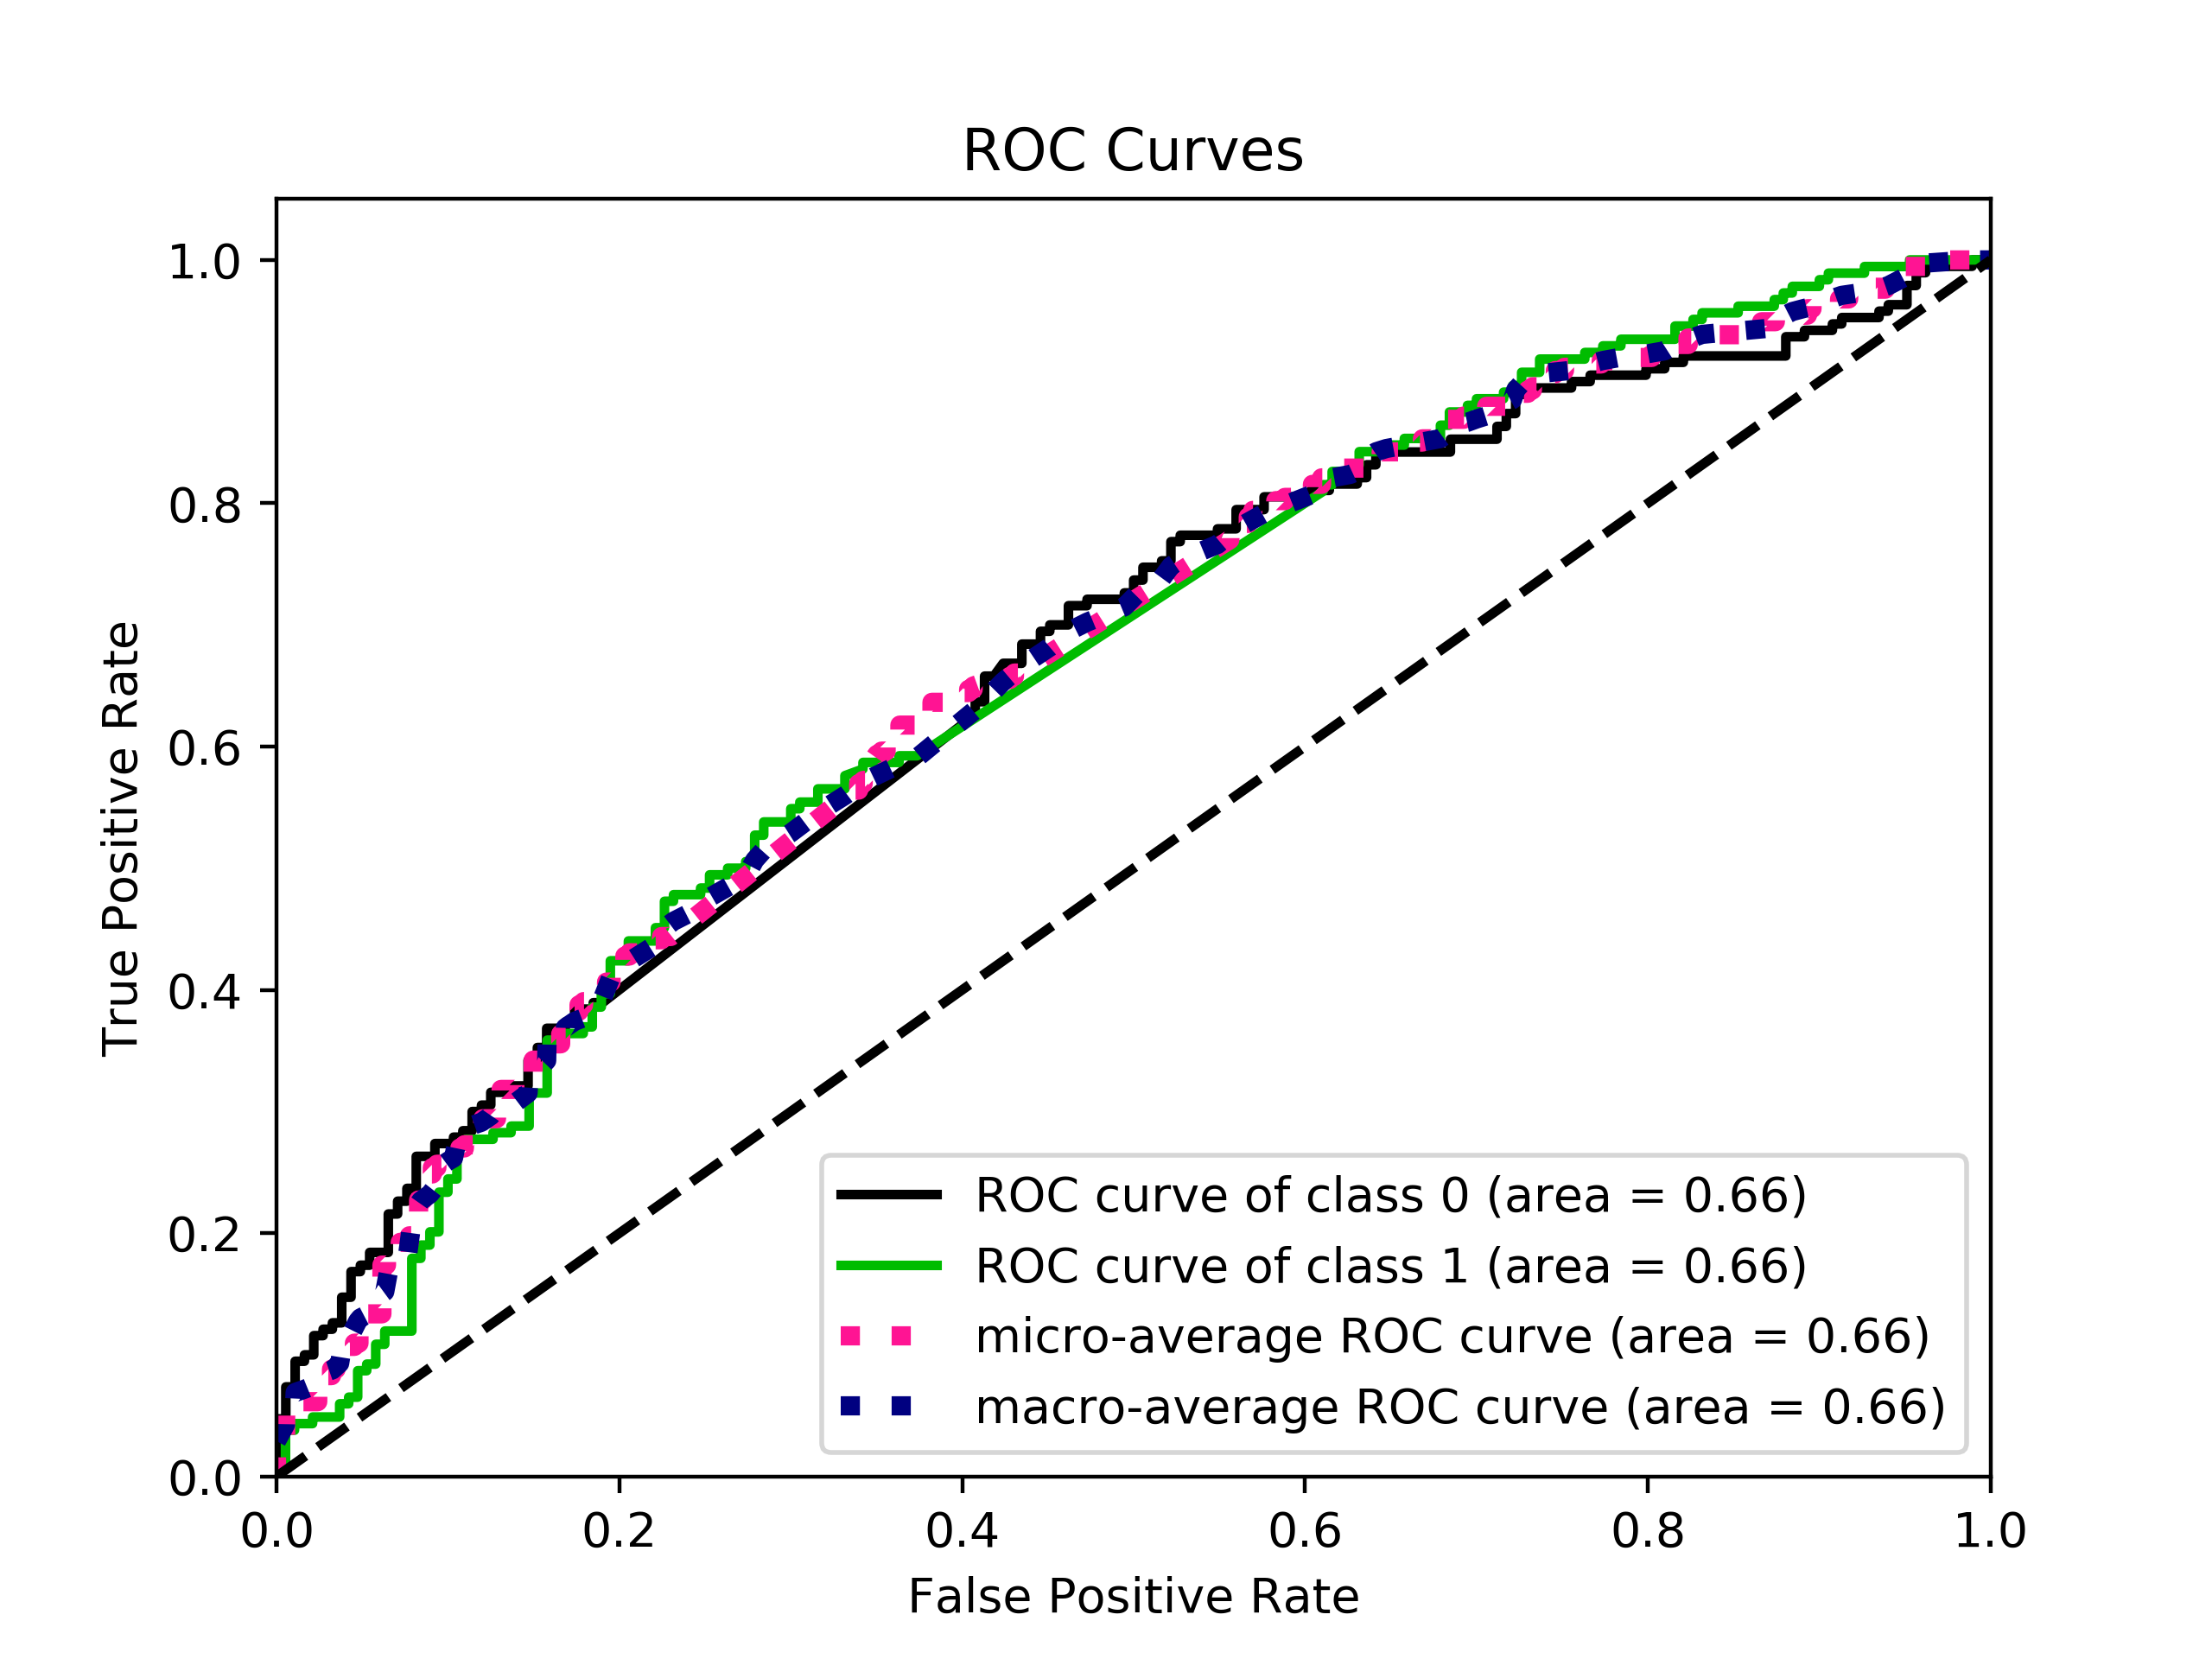 ROC Curves
True Positive Rate
1.0
0.8
0.6
0.4
0.2
0.0
ROC curve of class 0 (area = 0.66)
ROC curve of class 1 (area = 0.66)
micro-average ROC curve (area = 0.66)
macro-average ROC curve (area = 0.66)
0.0 0.2 0.4 0.6 0.8 1.0
False Positive Rate